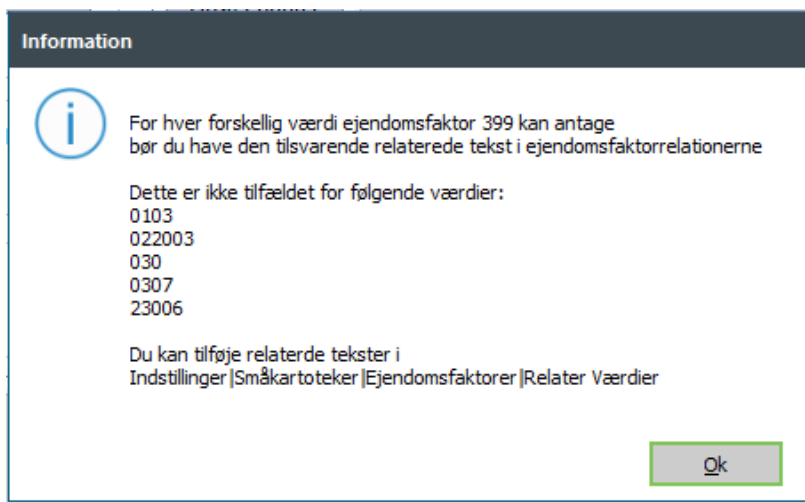 Information
For hver forskellig værdi ejendomsfaktor 399 kan antage
bør du have den tilsvarende relaterede tekst i ejendomsfaktorrelationerne
Dette er ikke tilfældet for følgende værdier:
0103
022003
030
0307
23006
Du kan tilføje relaterde tekster i
Indstillinger|Småkartoteker|Ejendomsfaktorer|Relater Værdier
Ok